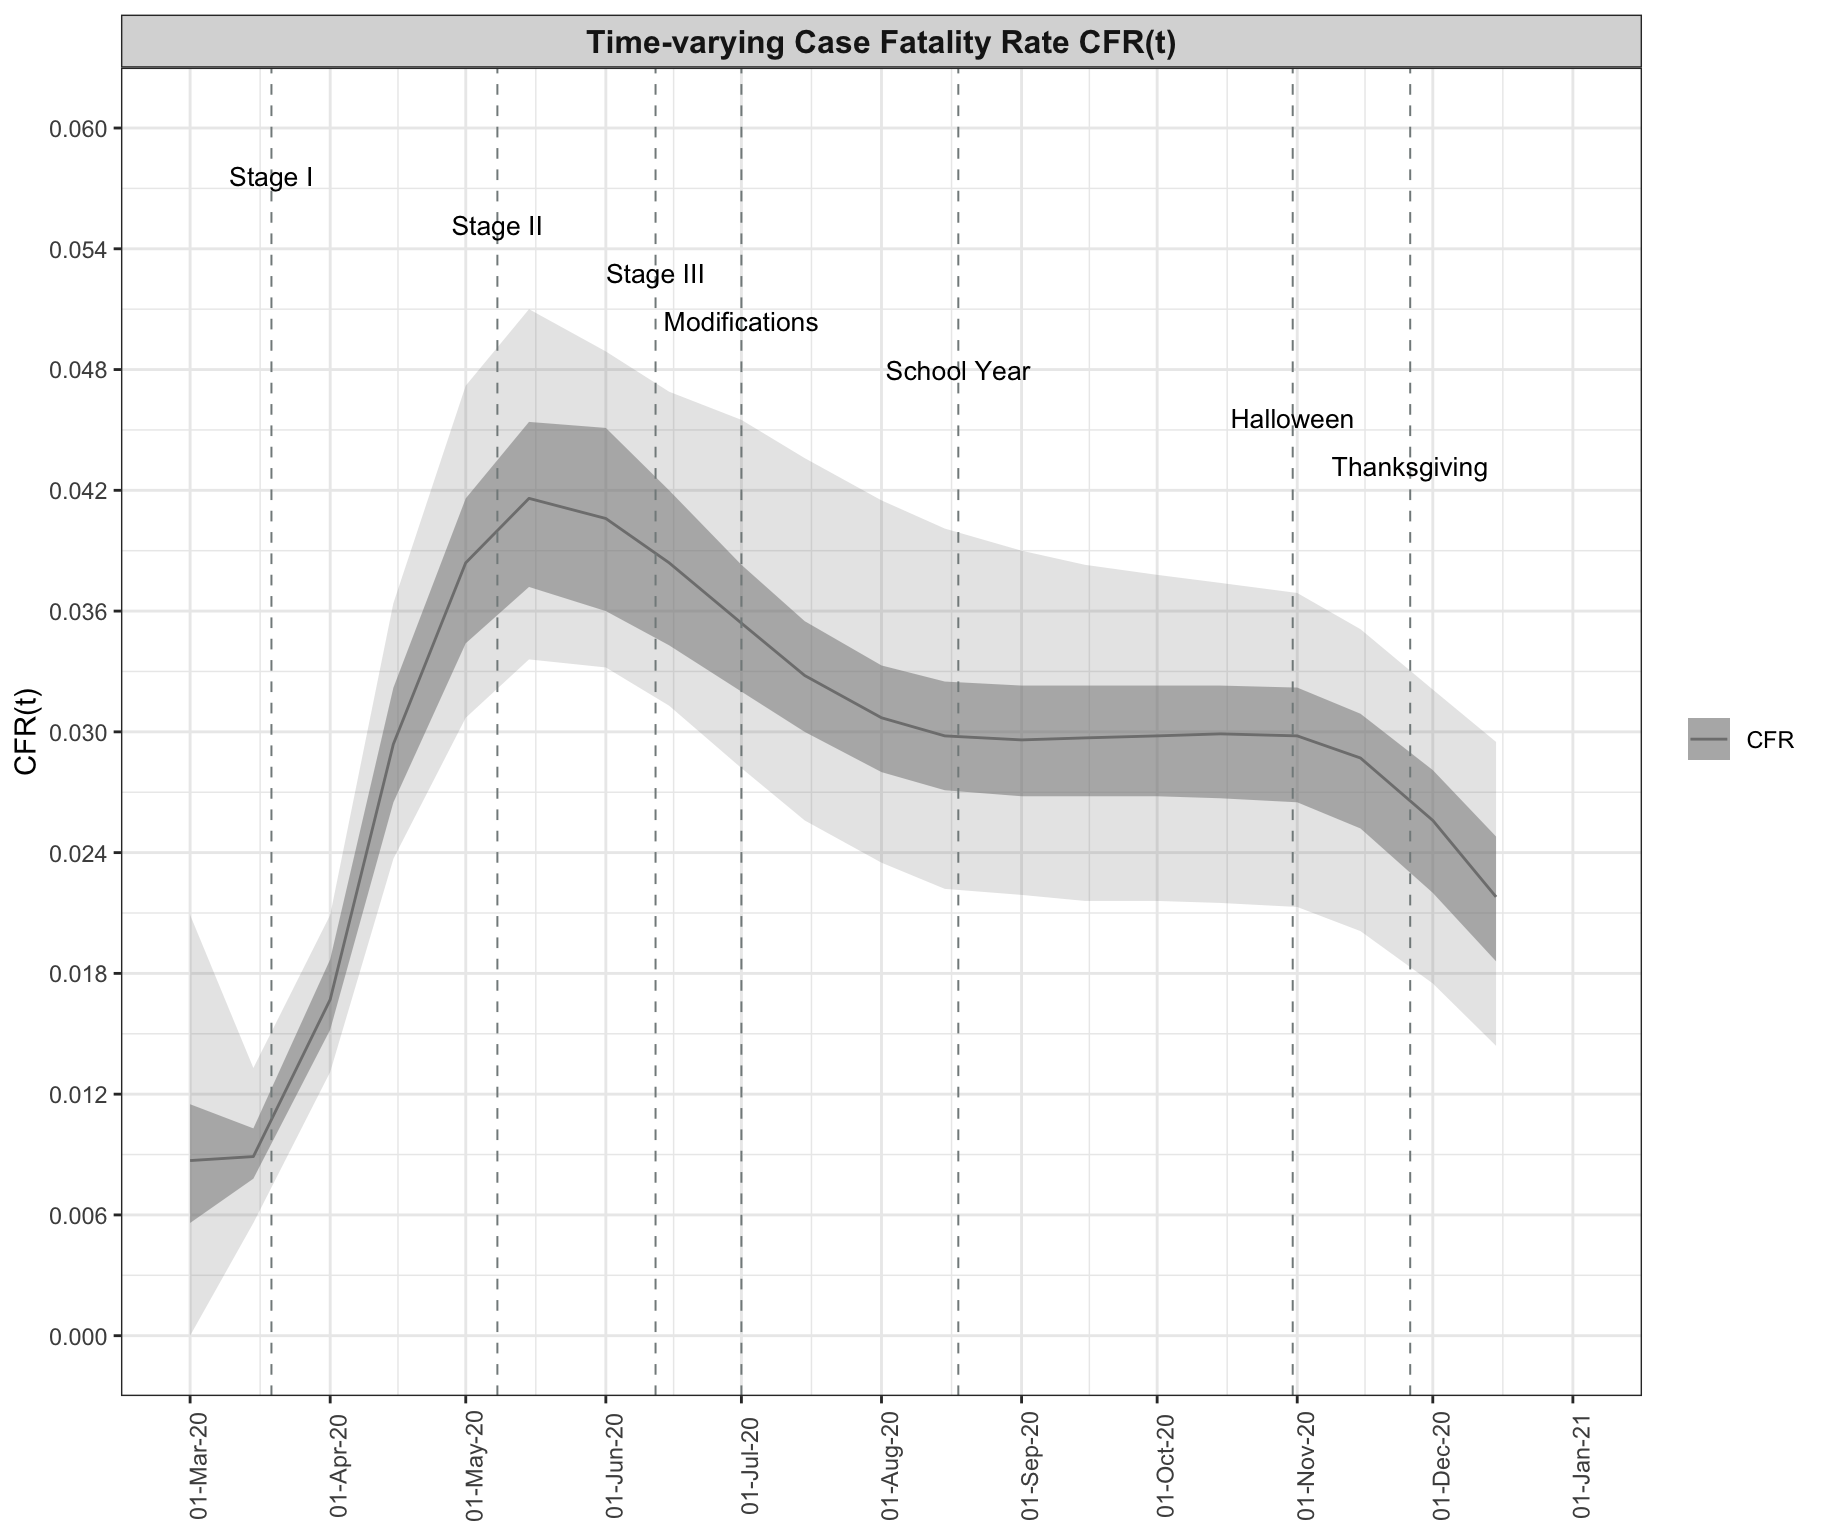 Time-varying Case Fatality Rate CFR(t)
0.060
Stage I
Stage II
0.054
Stage III
Modifications
0.048
School Year
Halloween
Thanksgiving
0.042
0.036
0.030
CFR(t)
CFR
0.024
0.018
0.012
0.006
0.000
01-Mar-20
01-Apr-20
01-May-20
01-Jun-20
01-Jul-20
01-Aug-20
01-Sep-20
01-Oct-20
01-Nov-20
01-Dec-20
01-Jan-21